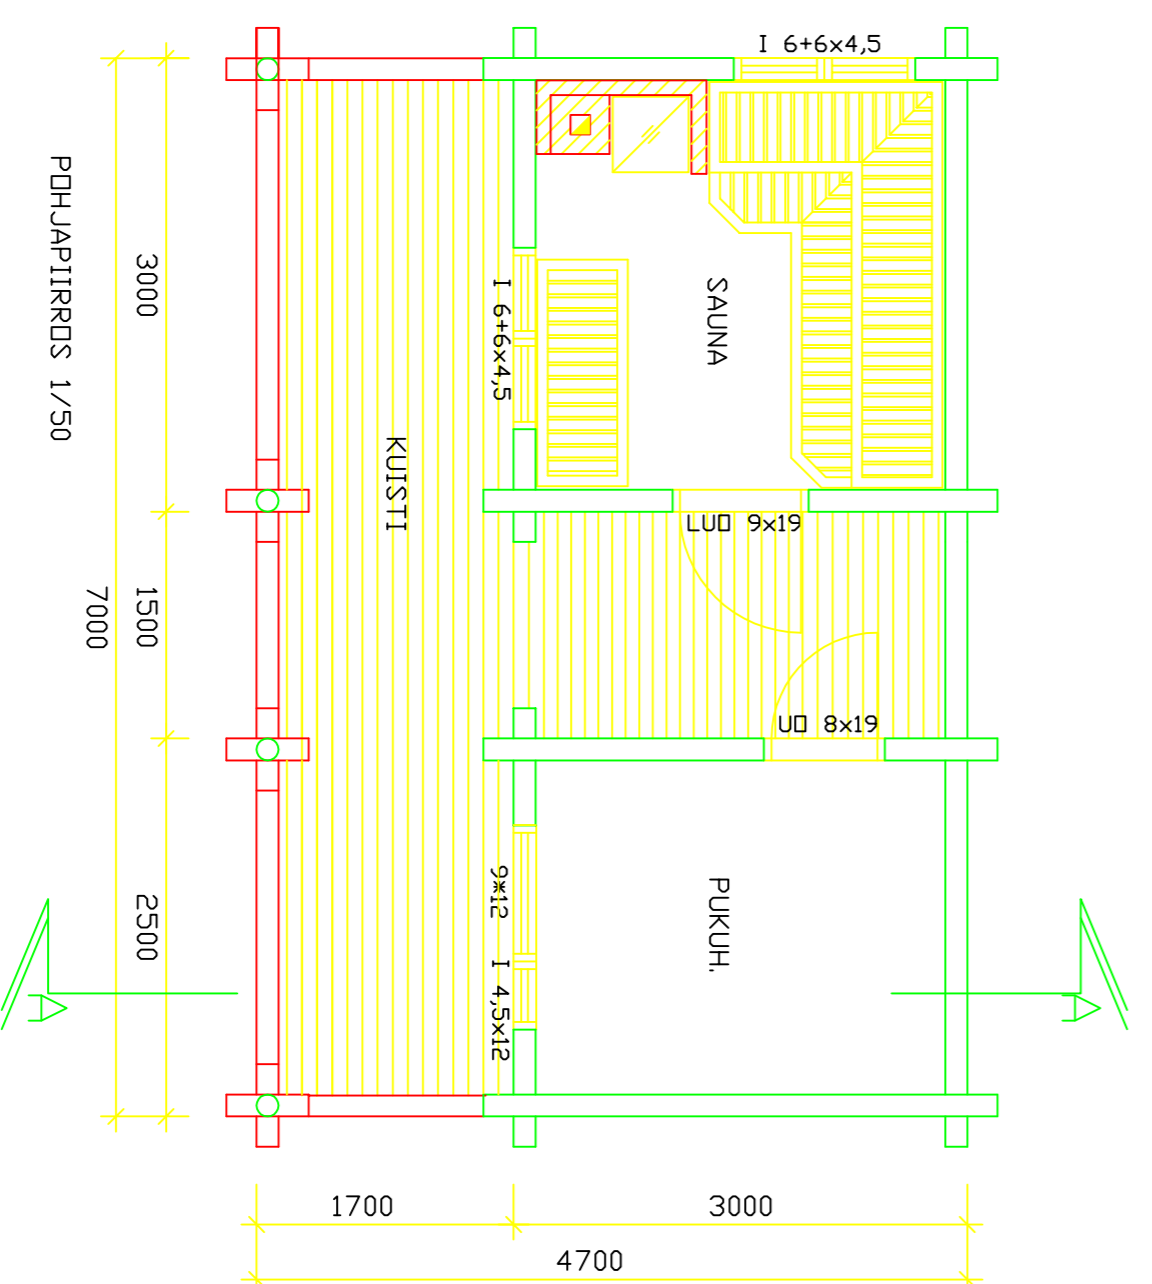 I 6+6x4,5
SAUNA
I 6+6x4,5
KUISTI
LUO 9x19
UO 8x19
PUKUH.
9*12 I 4,5x12
3000
1500
2500
7000
POHJAPIIRROS 1/50
1700
3000
4700
A
A